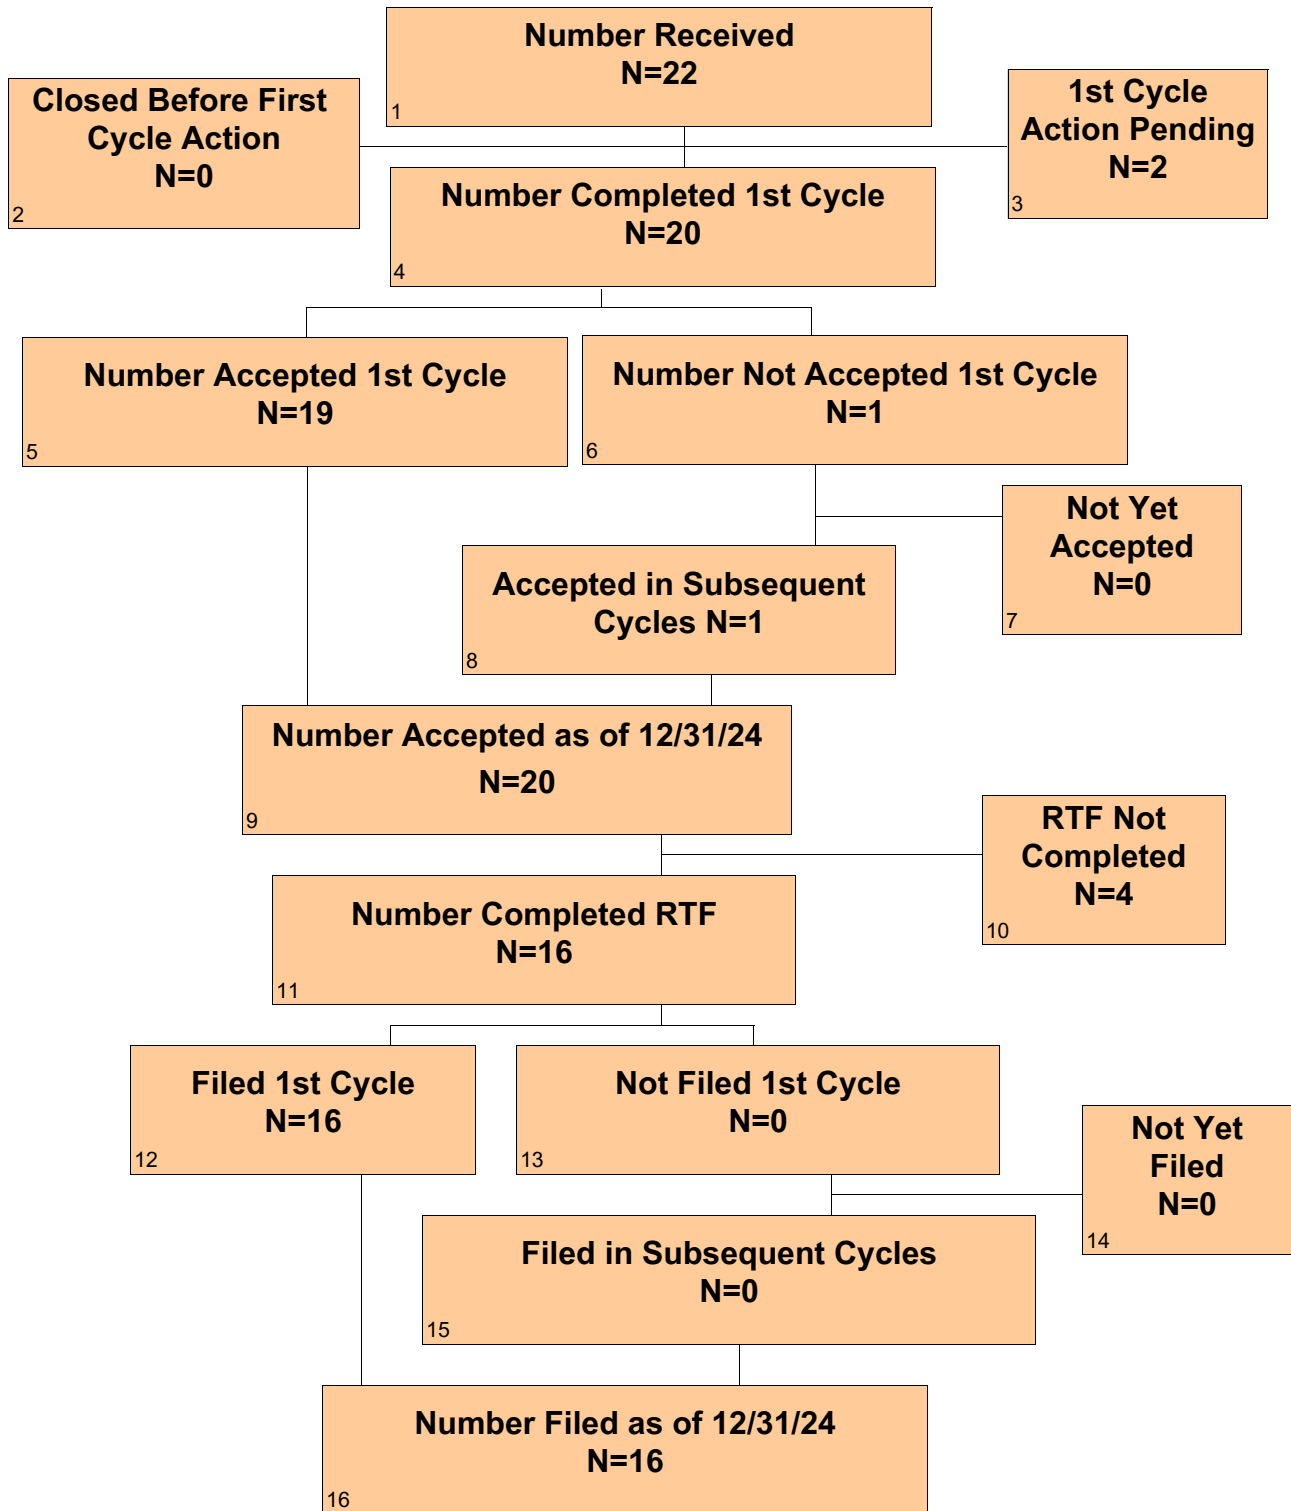 Number Received
N=22
1
Closed Before First
Cycle Action
N=0
2
1st Cycle
Action Pending
N=2
3
Number Completed 1st Cycle
N=20
4
Number Accepted 1st Cycle
N=19
5
Number Not Accepted 1st Cycle
N=1
6
Not Yet
Accepted
N=0
7
Accepted in Subsequent
Cycles N=1
8
Number Accepted as of 12/31/24
N=20
9
RTF Not
Completed
N=4
10
Number Completed RTF
N=16
11
Filed 1st Cycle
N=16
12
Not Filed 1st Cycle
N=0
13
Not Yet
Filed
N=0
14
Filed in Subsequent Cycles
N=0
15
Number Filed as of 12/31/24
N=16
16